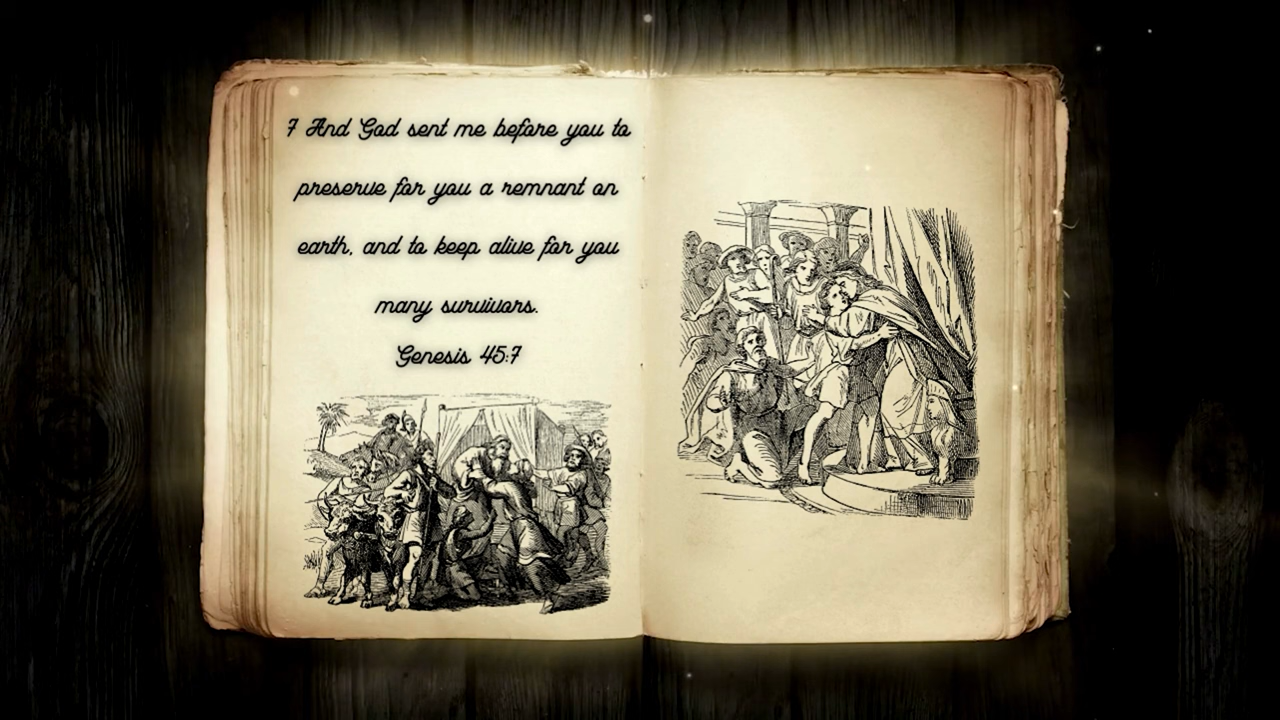 7 And God sent me before you to
preserve for you a remnant on
earth, and to keep alive for you
many survivors.
Genesis 45:7